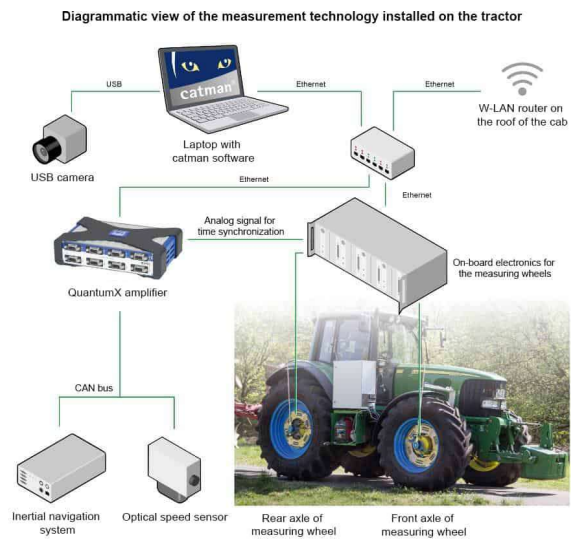 Diagrammatic view of the measurement technology installed on the tractor
USB
Ethernet
Ethernet
catman
W-LAN router on
the roof of the cab
Laptop with
catman software
USB camera
Ethernet
Ethernet
Analog signal for
time synchronization
On-board electronics for
the measuring wheels
QuantumX amplifier
CAN bus
Inertial navigation
system
Optical speed sensor
Rear axle of
measuring wheel
Front axle of
measuring wheel